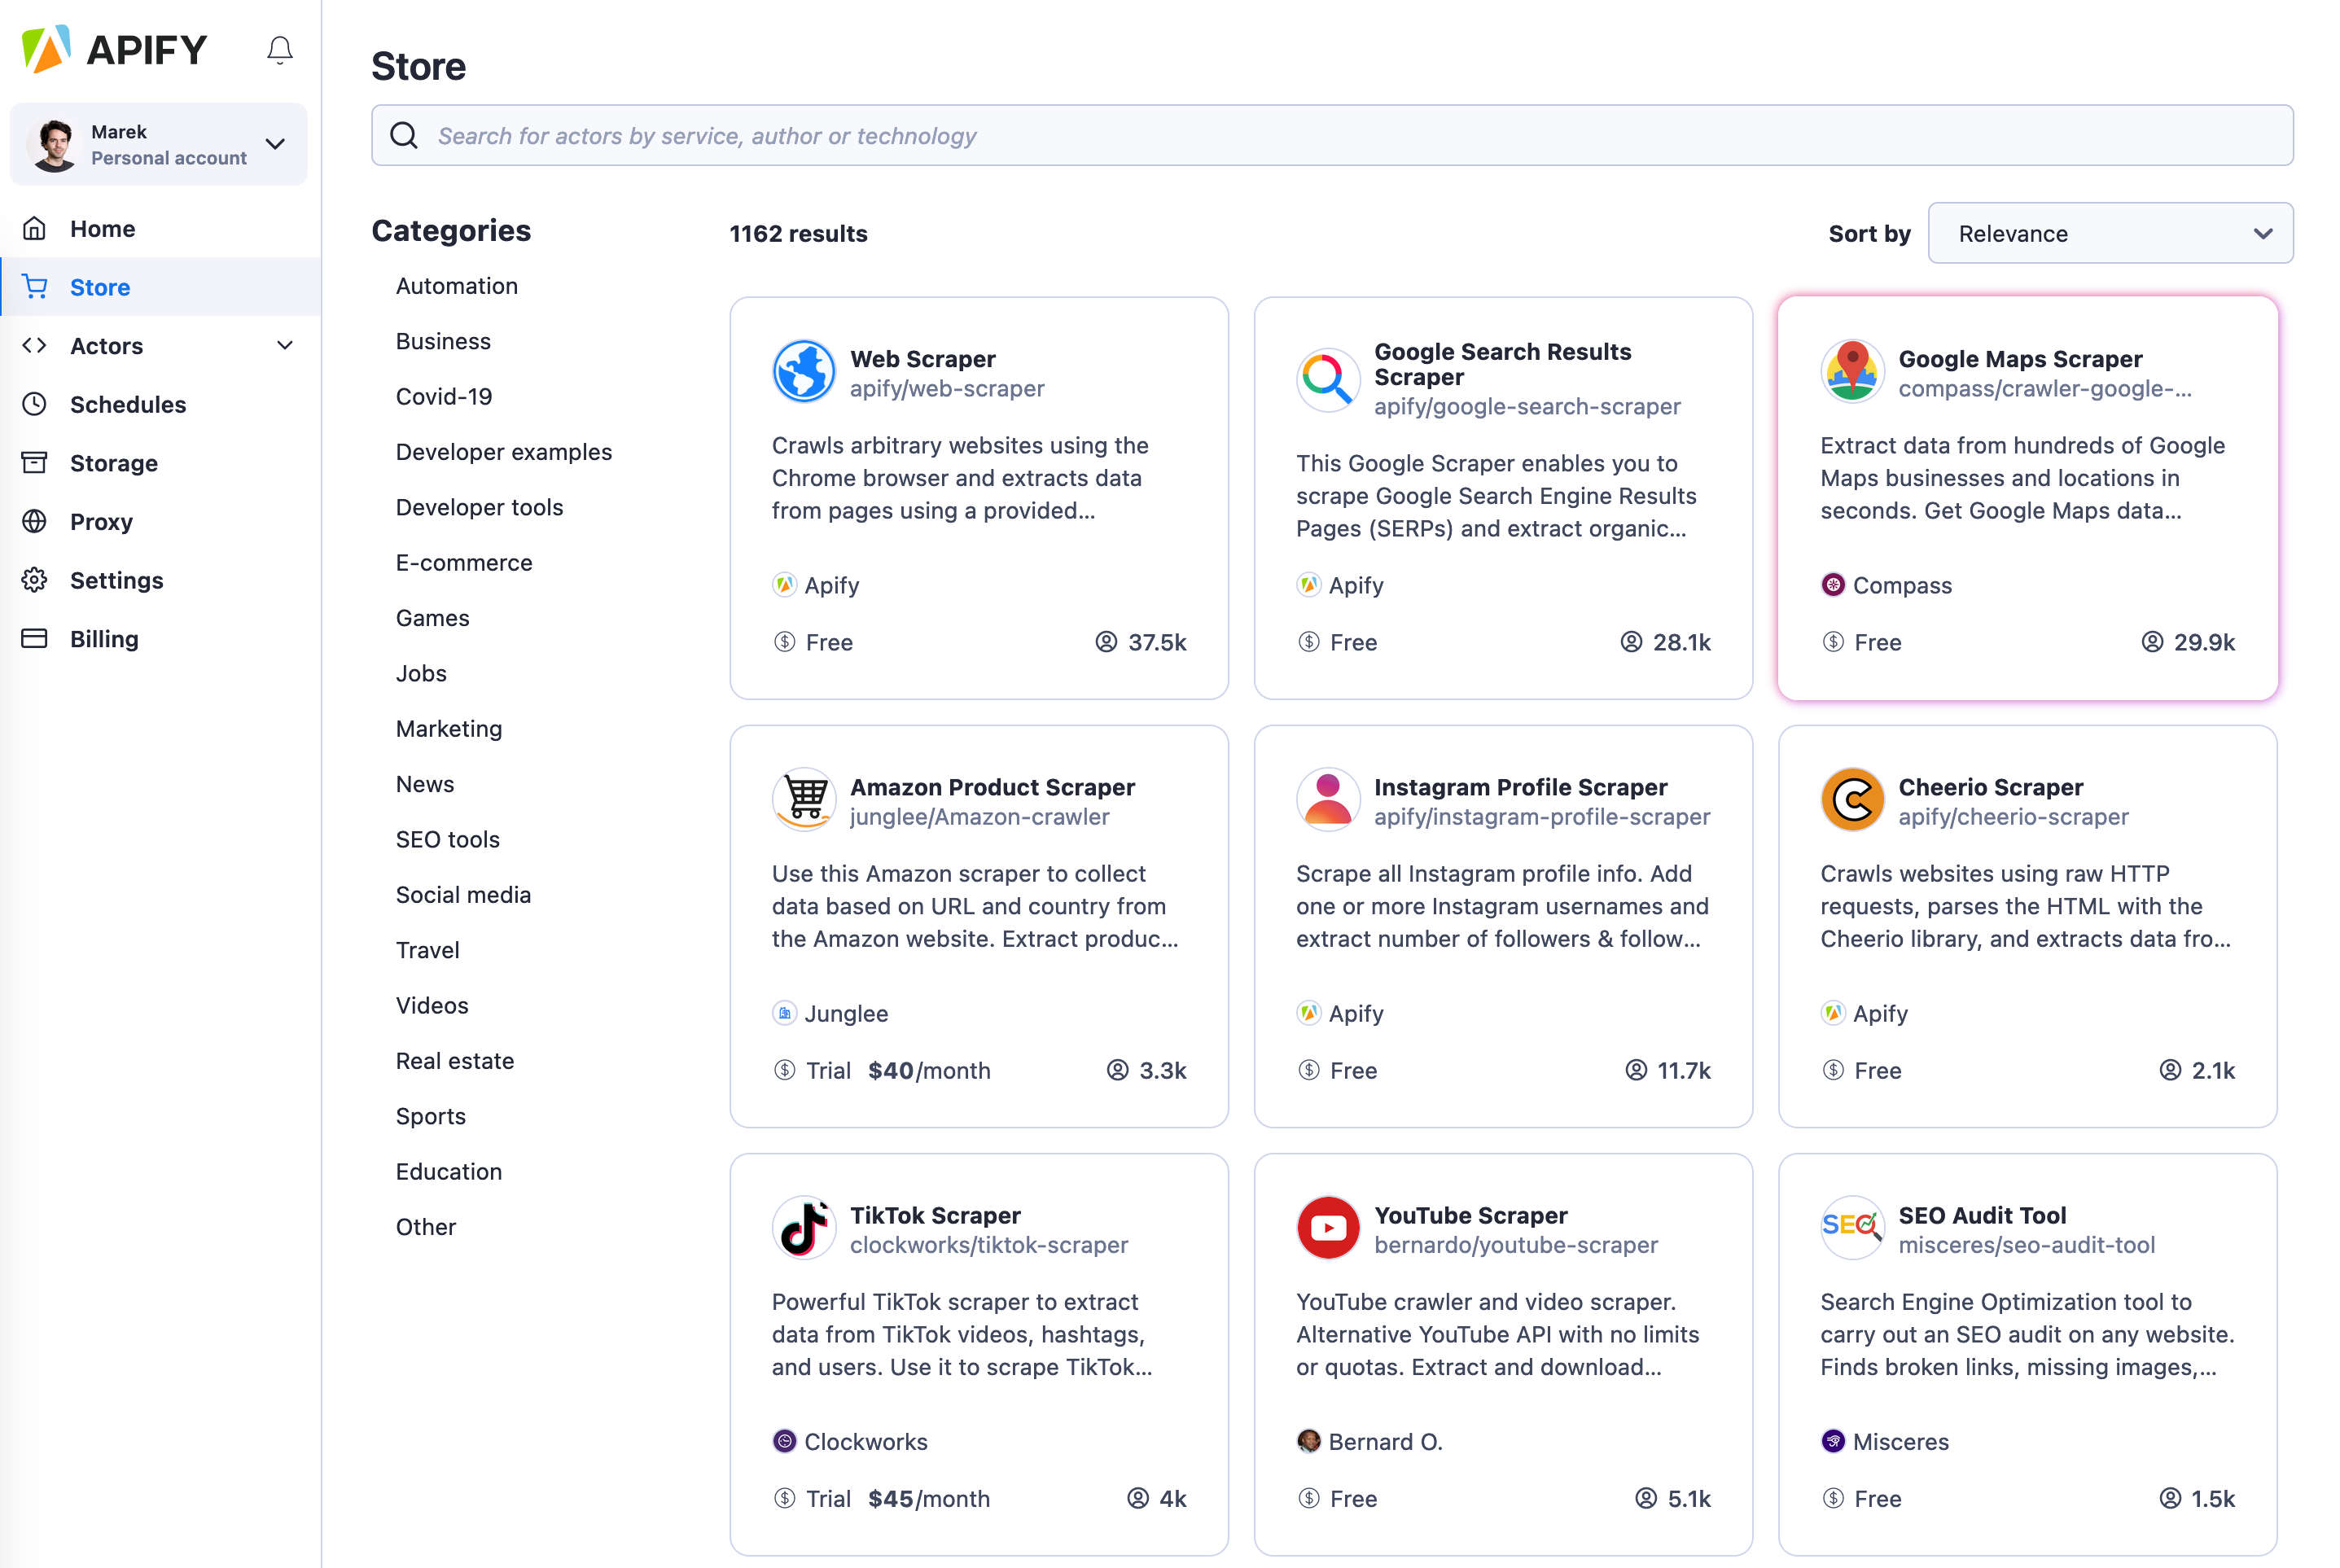 APIFY
Marek
Personal account
Home
Store
Actors
Schedules
Storage
Proxy
Settings
Billing
Store
Search for actors by service, author or technology
Categories
Automation
Business
Covid-19
Developer examples
Developer tools
E-commerce
Games
Jobs
Marketing
News
SEO tools
Social media
Travel
Videos
Real estate
Sports
Education
Other
1162 results
Sort by
Relevance
Web Scraper
apify/web-scraper
Crawls arbitrary websites using the
Chrome browser and extracts data
from pages using a provided...
Apify
Free
37.5k
Google Search Results
Scraper
apify/google-search-scraper
This Google Scraper enables you to
scrape Google Search Engine Results
Pages (SERPs) and extract organic...
Apify
Free
28.1k
Google Maps Scraper
compass/crawler-google-...
Extract data from hundreds of Google
Maps businesses and locations in
seconds. Get Google Maps data...
Compass
Free
29.9k
Amazon Product Scraper
junglee/Amazon-crawler
Use this Amazon scraper to collect
data based on URL and country from
the Amazon website. Extract produc...
Junglee
Trial $40/month
3.3k
Instagram Profile Scraper
apify/instagram-profile-scraper
Scrape all Instagram profile info. Add
one or more Instagram usernames and
extract number of followers & follow...
Apify
Free
11.7k
Cheerio Scraper
apify/cheerio-scraper
Crawls websites using raw HTTP
requests, parses the HTML with the
Cheerio library, and extracts data fro...
Apify
Free
2.1k
TikTok Scraper
clockworks/tiktok-scraper
Powerful TikTok scraper to extract
data from TikTok videos, hashtags,
and users. Use it to scrape TikTok...
Clockworks
Trial $45/month
4k
YouTube Scraper
bernardo/youtube-scraper
YouTube crawler and video scraper.
Alternative YouTube API with no limits
or quotas. Extract and download...
Bernard O.
Free
5.1k
SEO
SEO Audit Tool
misceres/seo-audit-tool
Search Engine Optimization tool to
carry out an SEO audit on any website.
Finds broken links, missing images,...
Misceres
Free
1.5k